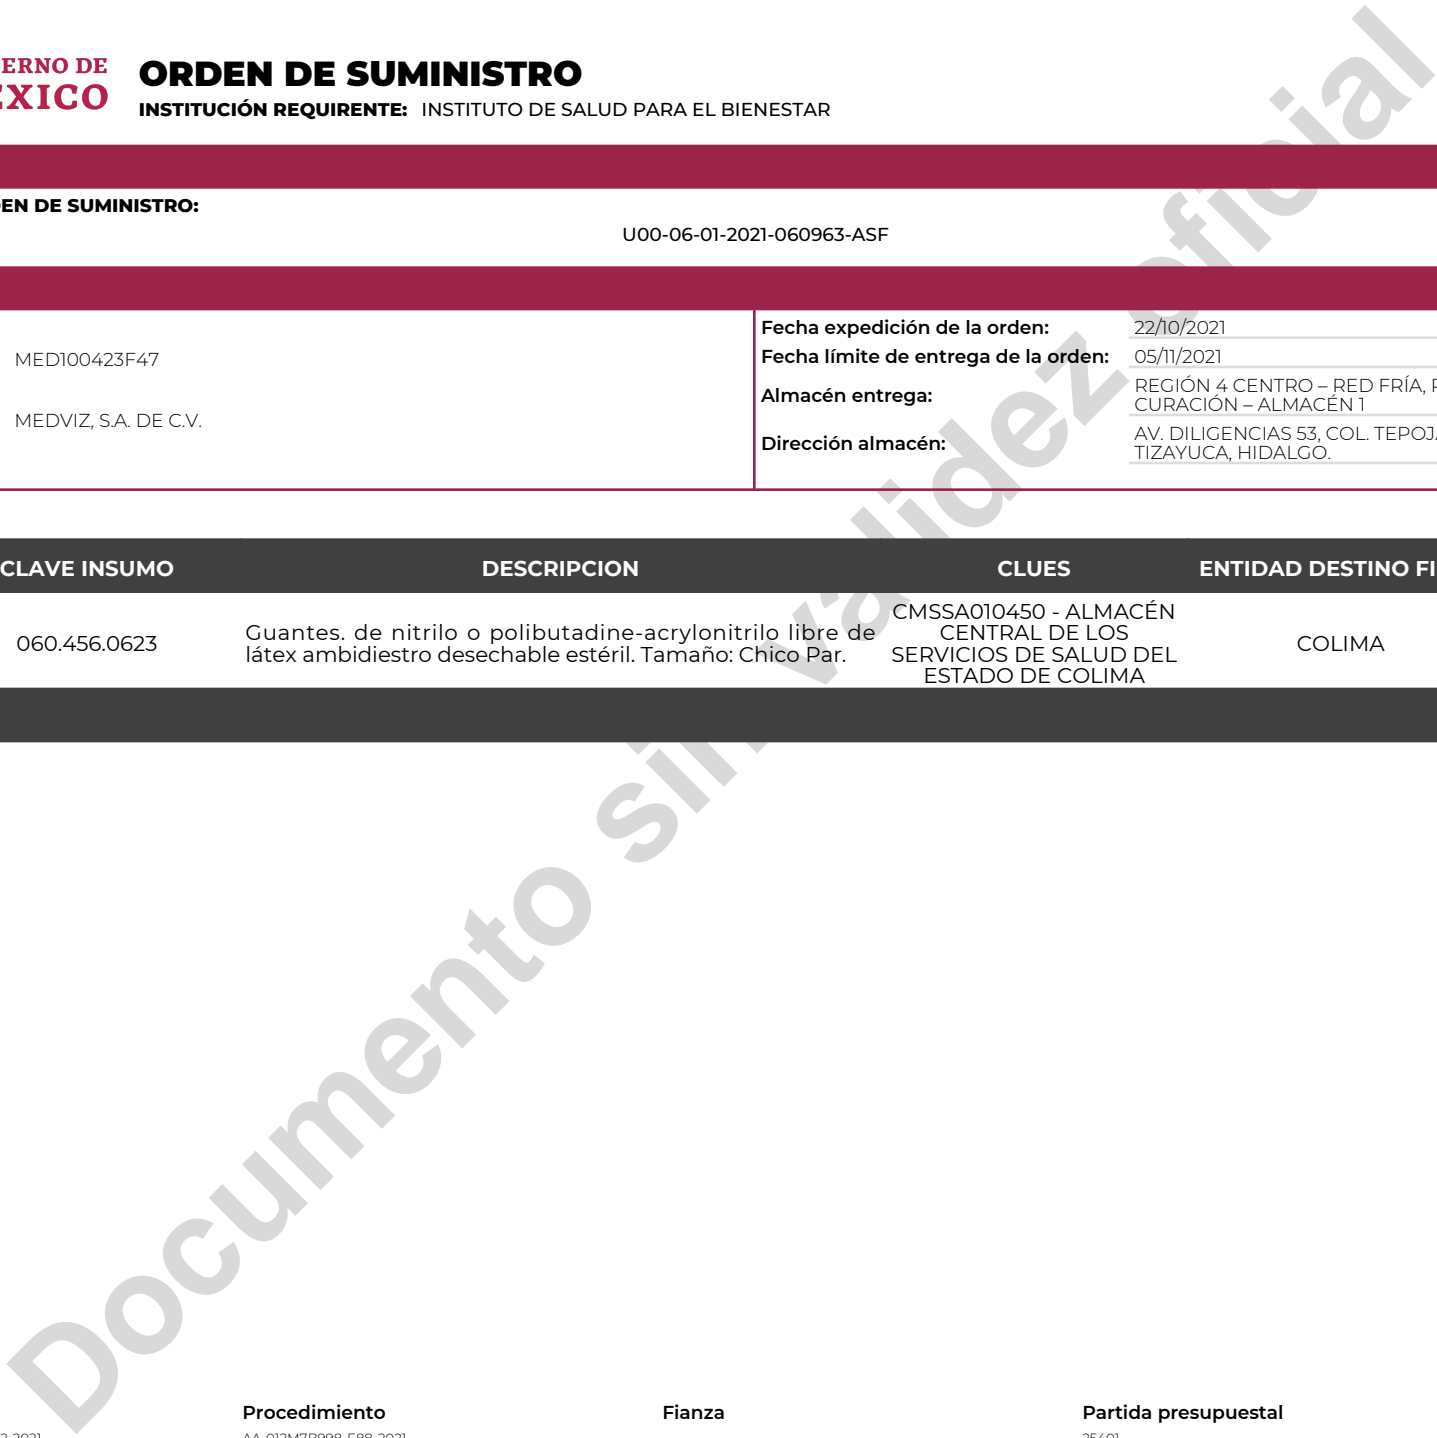 ORDEN DE SUMINISTRO
INSTITUCIÓN REQUIRENTE: INSTITUTO DE SALUD PARA EL BIENESTAR
DE SUMINISTRO:
U00-06-01-2021-060963-ASF
MED100423F47
MEDVIZ, S.A. DE C.V.
Fecha expedición de la orden: 22/10/2021
Fecha límite de entrega de la orden: 05/11/2021
Almacén entrega: REGIÓN 4 CENTRO – RED FRÍA,
CURACIÓN – ALMACÉN 1
Dirección almacén: AV. DILIGENCIAS 53, COL.
TIZAYUCA, HIDALGO.
CLAVE INSUMO DESCRIPCION CLUES ENTIDAD DESTINO
060.456.0623
Guantes. de nitrilo o polibutadine-acrylonitrilo libre de
látex ambidiestro desechable estéril. Tamaño: Chico Par.
CMSSA010450 - ALMACÉN
CENTRAL DE LOS
SERVICIOS DE SALUD DEL
ESTADO DE COLIMA
COLIMA
Documento sin validez oficial
Procedimiento Fianza Partida presupuestal